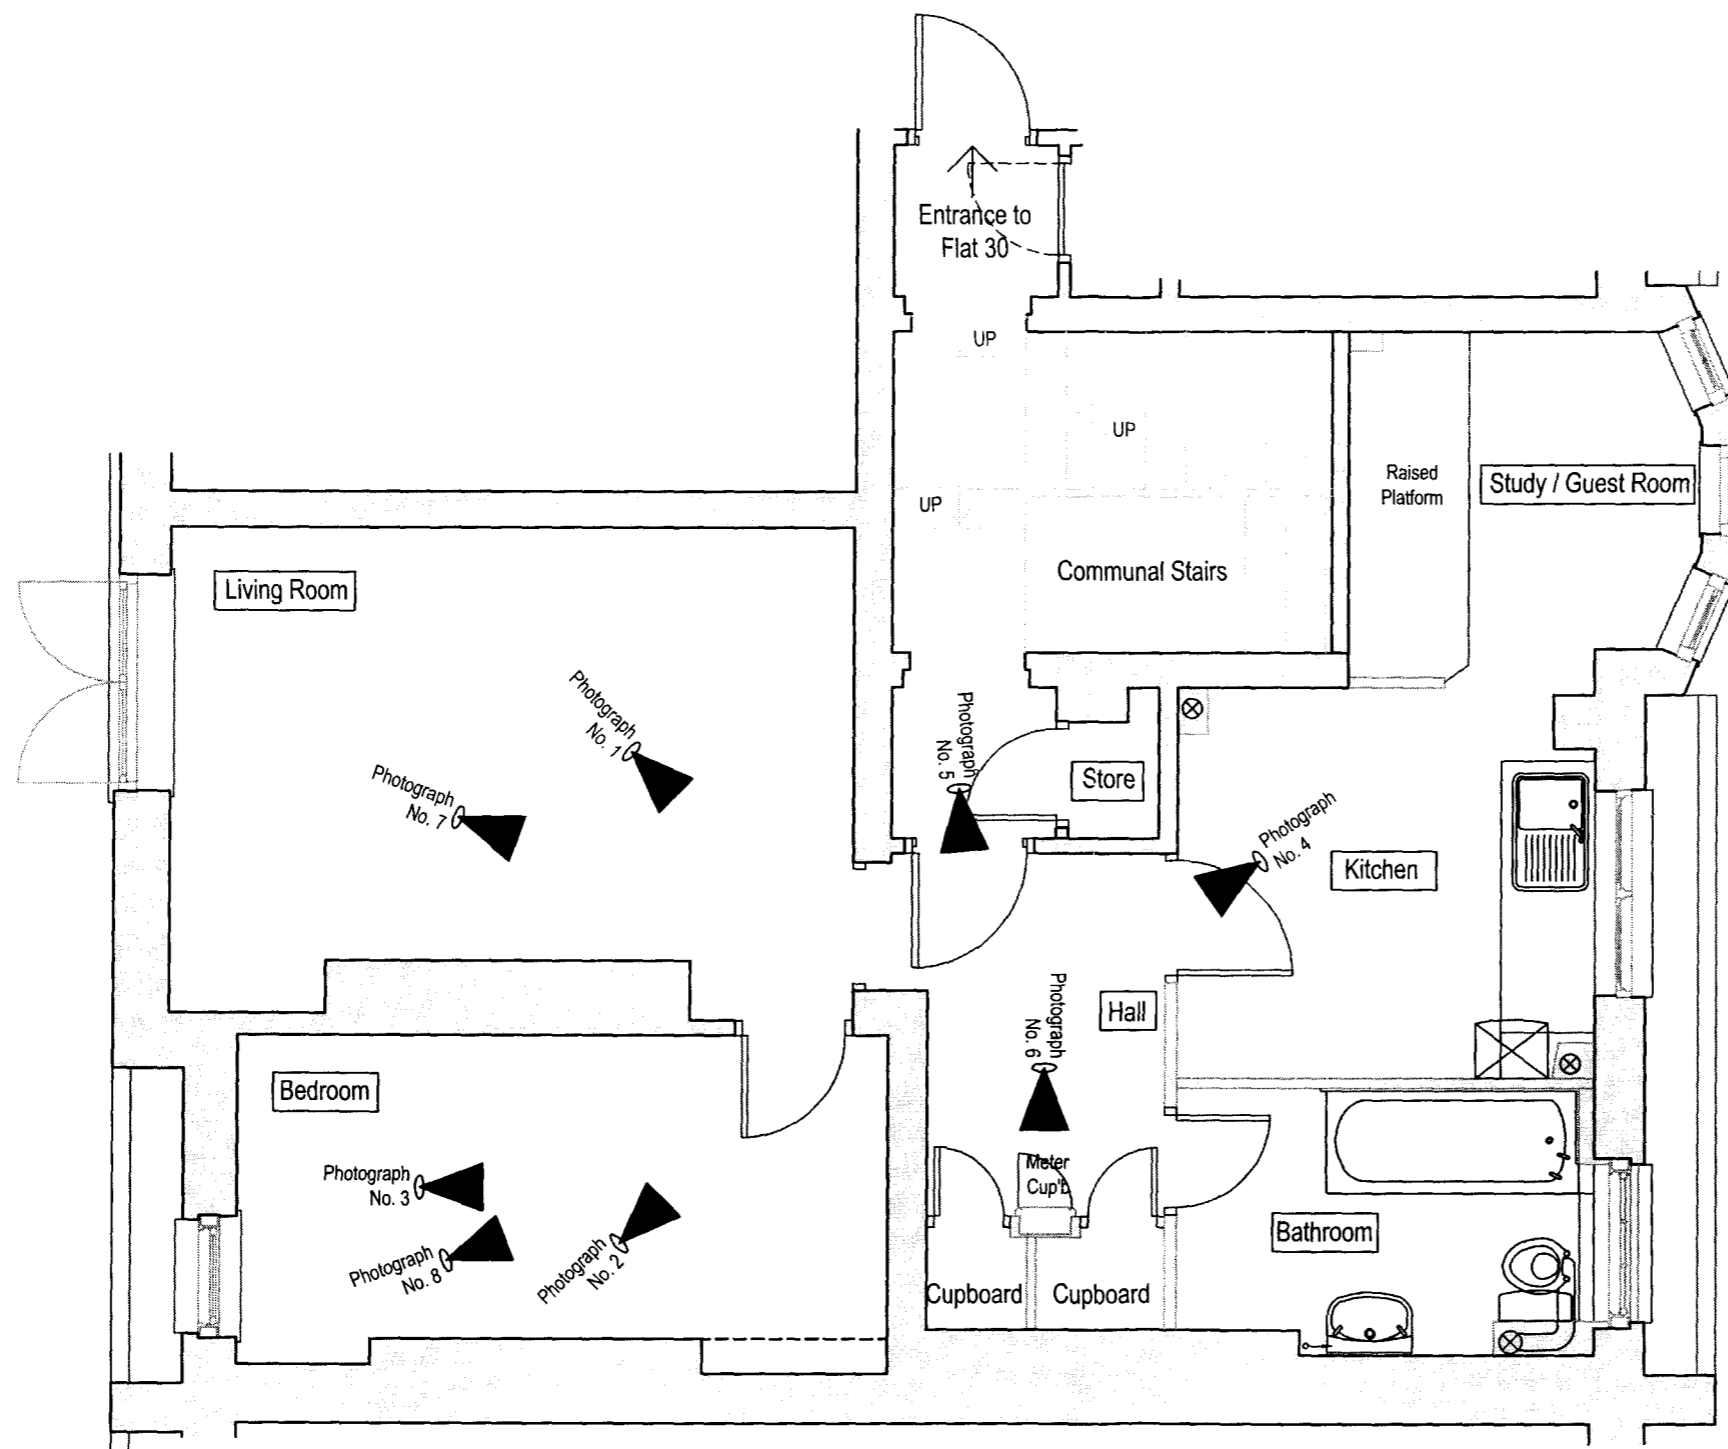 Entrance to
Flat 30
UP
UP
UP
Raised
Platform
Study / Guest Room
Communal Stairs
Living Room
Photograph
No. 1
Photograph
No. 7
Photograph
No. 5
Store
Photograph
No. 4
Kitchen
Hall
Photograph
No. 6
Bedroom
Photograph
No. 3
Photograph
No. 8
Photograph
No. 2
Meter
Cup'b
Bathroom
Cupboard
Cupboard